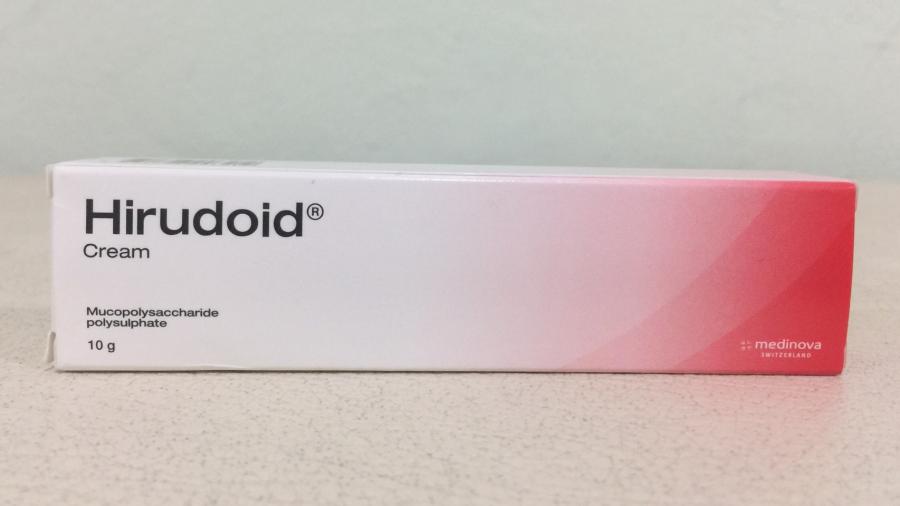 Hirudoid®
Cream
Mucopolysaccharide
polysulphate
10 g
medinova
SWITZERLAND